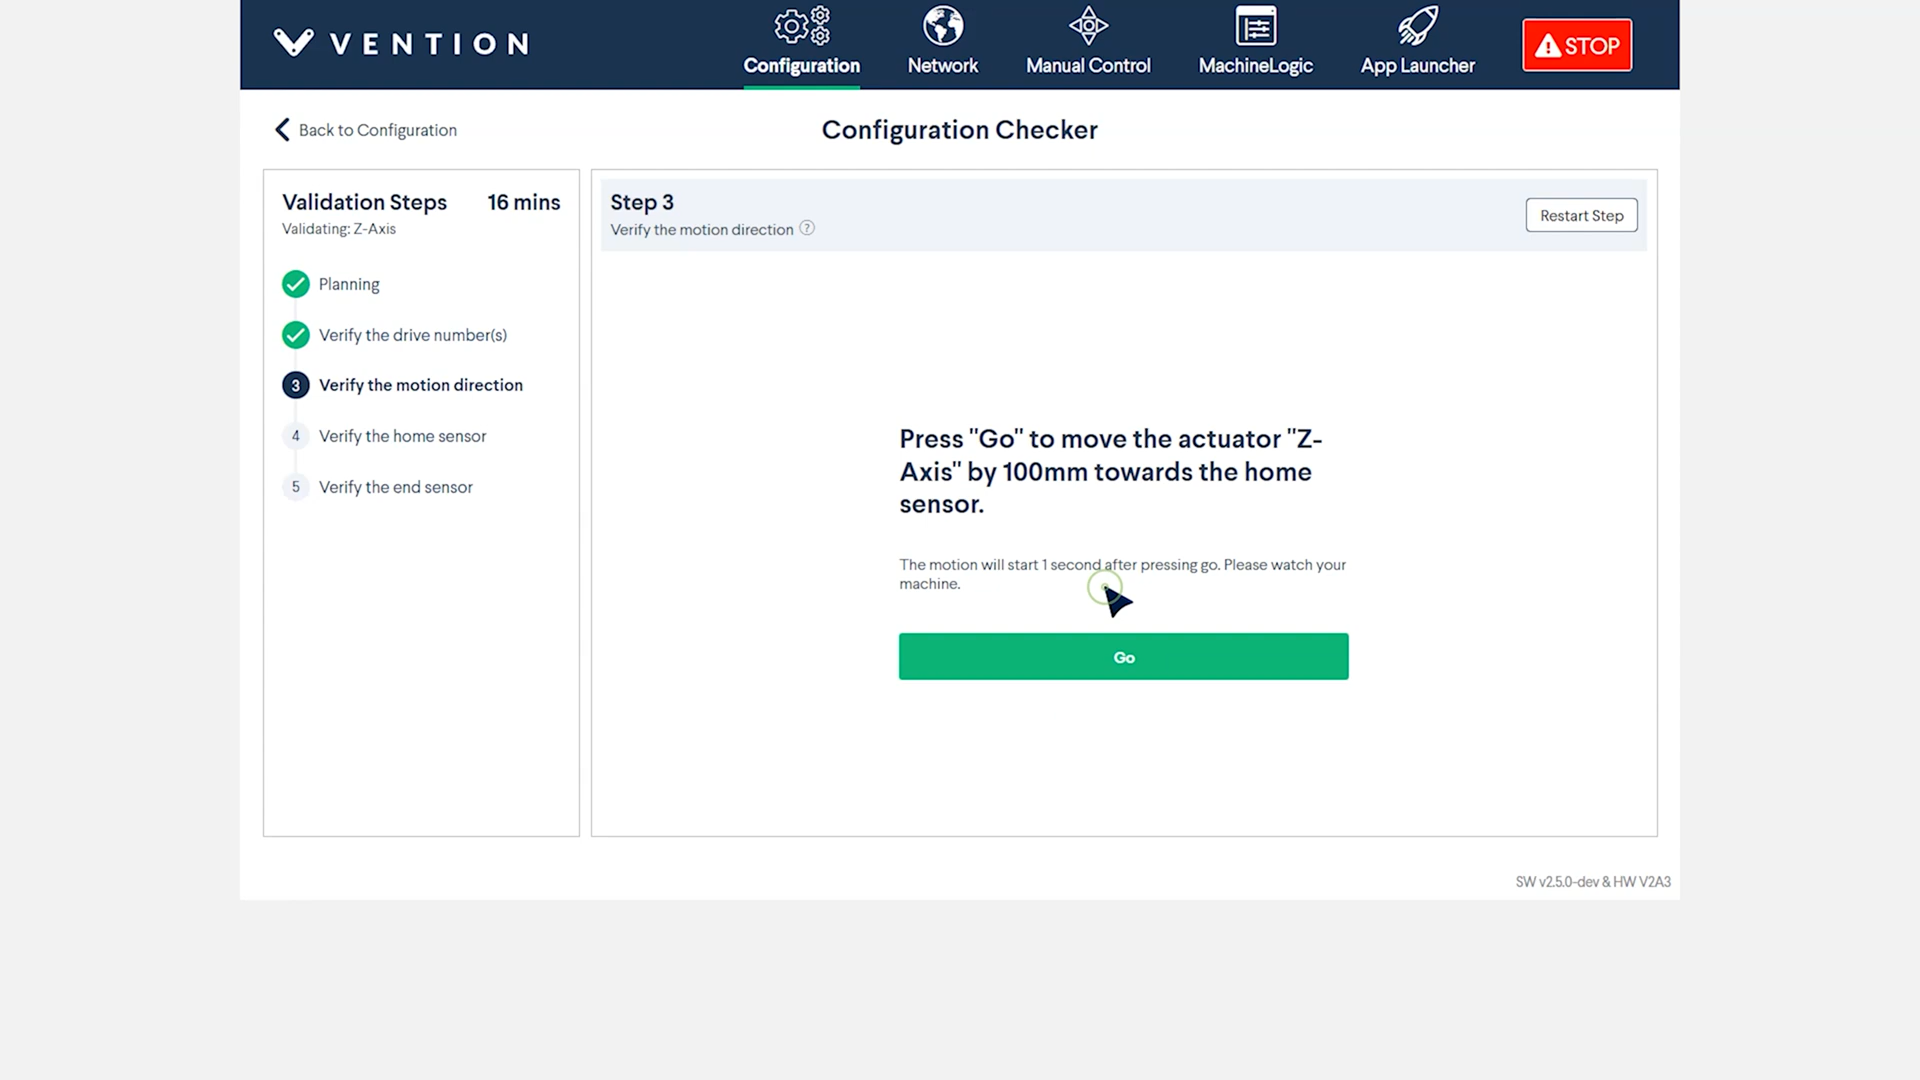 VENTION
Configuration
Network
Manual Control
MachineLogic
App Launcher
STOP
Back to Configuration
Configuration Checker
Validation Steps
16 mins
Validating: Z-Axis
Planning
Verify the drive number(s)
3 Verify the motion direction
4 Verify the home sensor
5 Verify the end sensor
Step 3
Verify the motion direction ?
Restart Step
Press "Go" to move the actuator "Z-
Axis" by 100mm towards the home
sensor.
The motion will start 1 second after pressing go. Please watch your
machine.
Go
SW v2.5.0-dev & HW V2A3